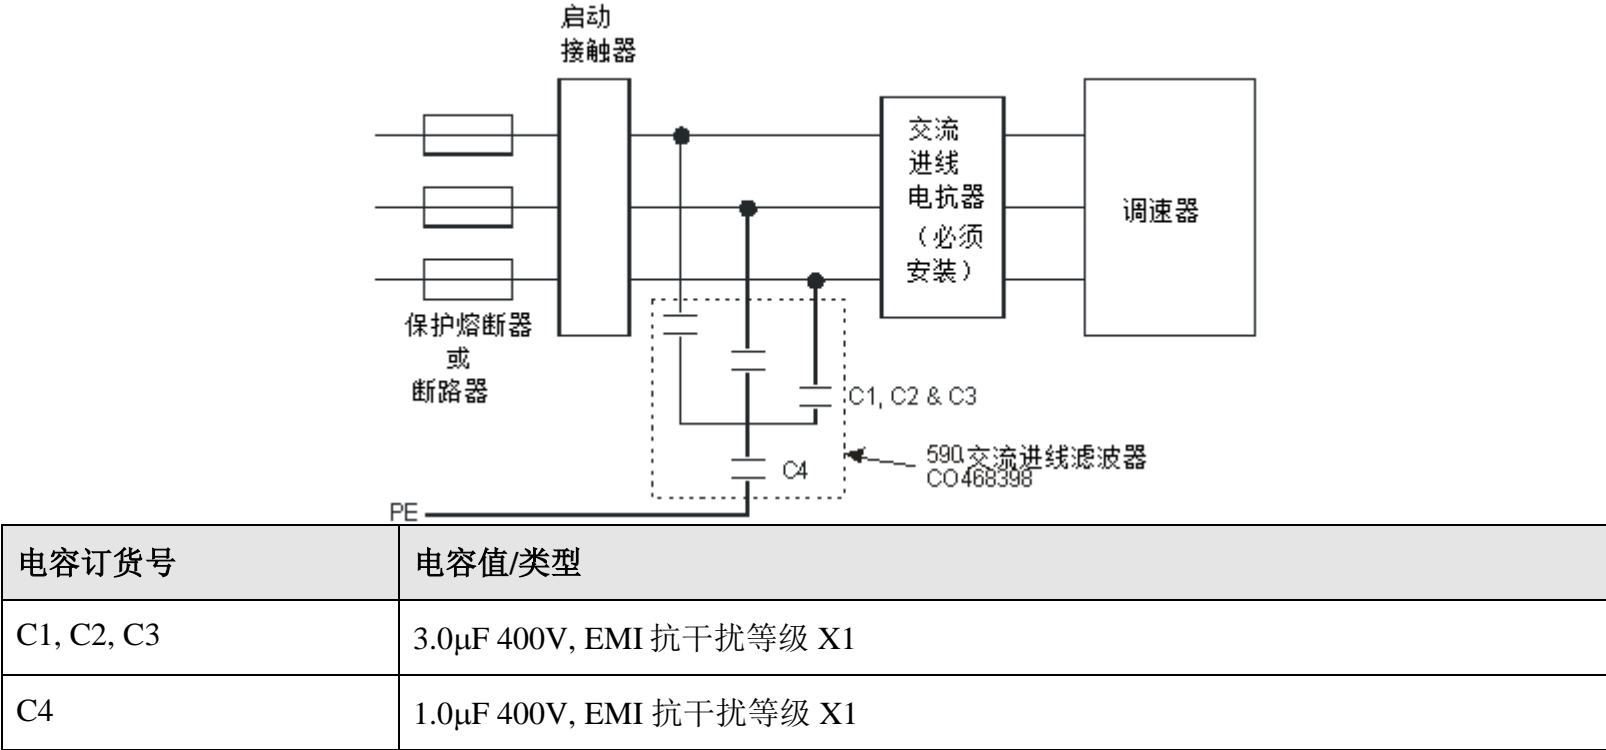 启动
接触器
交流
进线
电抗器
（必须
安装）
调速器
保护熔断器
或
断路器
C1, C2 & C3
C4
590交流进线滤波器
CO468398
PE
电容订货号
电容值/类型
C1, C2, C3
3.0μF 400V, EMI 抗干扰等级 X1
C4
1.0μF 400V, EMI 抗干扰等级 X1